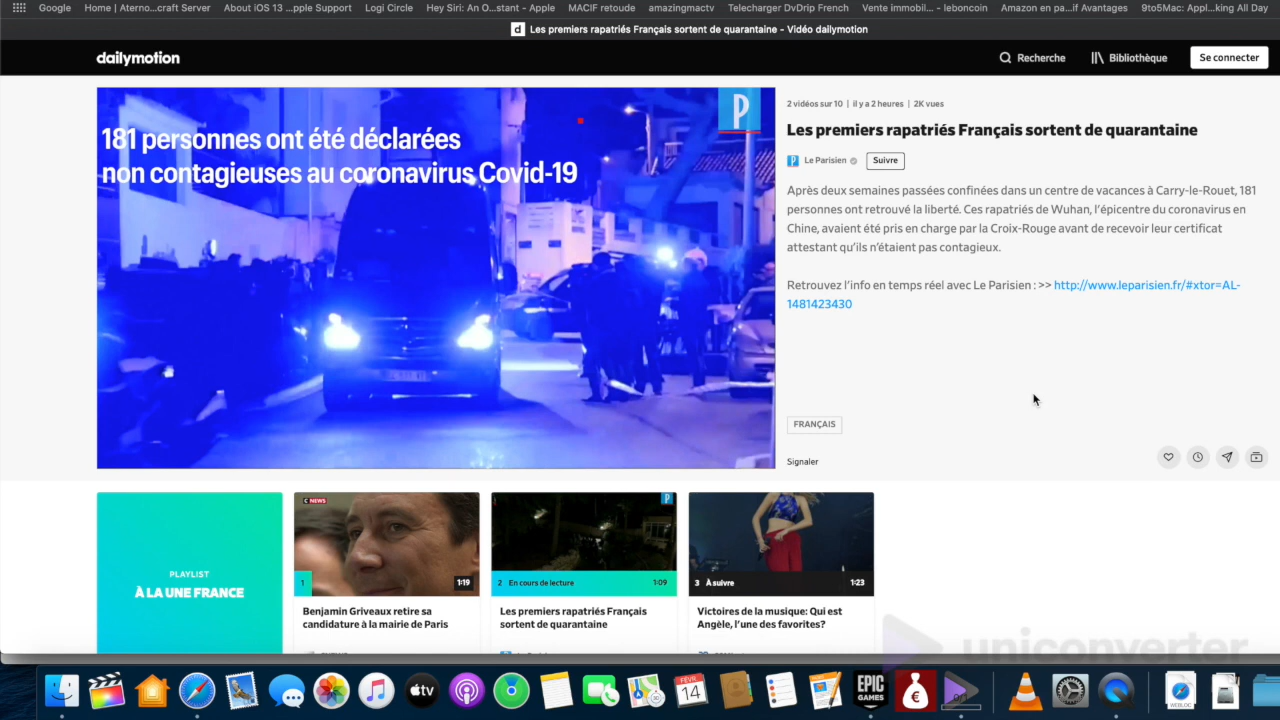 Google
Home | Aterno...craft Server
About iOS 13 ...pple Support
Logi Circle
Hey Siri: An O...stant - Apple
MACIF retoude
amazingmactv
Telecharger DvDrip French
Vente immobil... - leboncoin
Amazon en pa...if Avantages
9to5Mac: Appl...king All Day
d Les premiers rapatriés Français sortent de quarantaine - Vidéo dailymotion
dailymotion
Recherche
Bibliothèque
Se connecter
181 personnes ont été déclarées
non contagieuses au coronavirus Covid-19
P
2 vidéos sur 10 | il y a 2 heures | 2K vues
Les premiers rapatriés Français sortent de quarantaine
Le Parisien
Suivre
Après deux semaines passées confinées dans un centre de vacances à Carry-le-Rouet, 181
personnes ont retrouvé la liberté. Ces rapatriés de Wuhan, l'épicentre du coronavirus en
Chine, avaient été pris en charge par la Croix-Rouge avant de recevoir leur certificat
attestant qu'ils n'étaient pas contagieux.
Retrouvez l'info en temps réel avec Le Parisien : >> http://www.leparisien.fr/#xtor=AL-
1481423430
FRANÇAIS
Signaler
PLAYLIST
À LA UNE FRANCE
C NEWS
1
1:19
Benjamin Griveaux retire sa
candidature à la mairie de Paris
P
2 En cours de lecture
1:09
Les premiers rapatriés Français
sortent de quarantaine
3 À suivre
1:23
Victoires de la musique: Qui est
Angèle, l'une des favorites?
uniconverter
tv
FÉVR.
14
EPIC
GAMES
€
WEBLOC